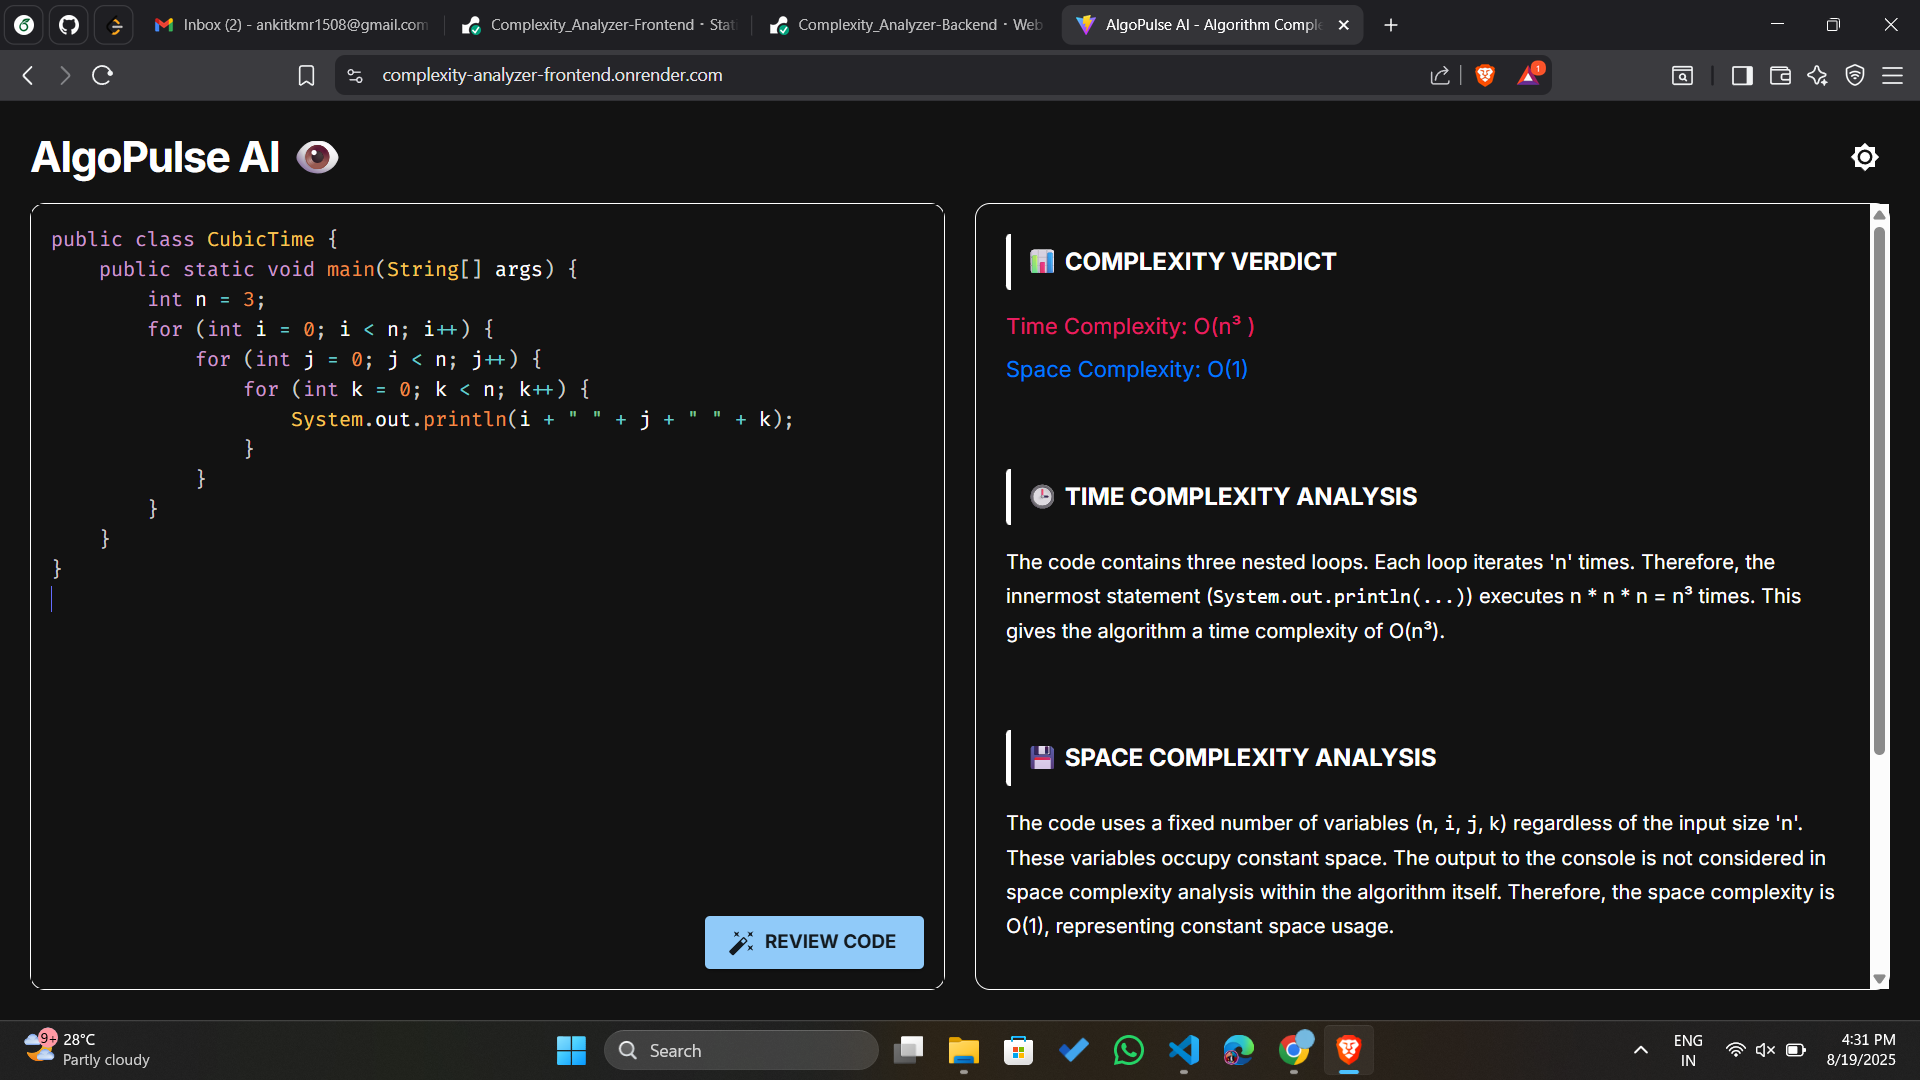 Inbox (2) - ankitkmr1508@gmail.com
Complexity_Analyzer-Frontend · Stati
Complexity_Analyzer-Backend · Web
AlgoPulse AI - Algorithm Comple
complexity-analyzer-frontend.onrender.com
1
AlgoPulse AI
public class CubicTime {
public static void main(String[] args) {
int n = 3;
for (int i = 0; i < n; i++) {
for (int j = 0; j < n; j++) {
for (int k = 0; k < n; k++) {
System.out.println(i + " " + j + " " + k);
}
}
}
}
}
REVIEW CODE
COMPLEXITY VERDICT
Time Complexity: O(n³ )
Space Complexity: O(1)
TIME COMPLEXITY ANALYSIS
The code contains three nested loops. Each loop iterates 'n' times. Therefore, the
innermost statement (System.out.println(...)) executes n * n * n = n³ times. This
gives the algorithm a time complexity of O(n³).
SPACE COMPLEXITY ANALYSIS
The code uses a fixed number of variables (n, i, j, k) regardless of the input size 'n'.
These variables occupy constant space. The output to the console is not considered in
space complexity analysis within the algorithm itself. Therefore, the space complexity is
O(1), representing constant space usage.
9+
28°C
Partly cloudy
Search
ENG
IN
4:31 PM
8/19/2025